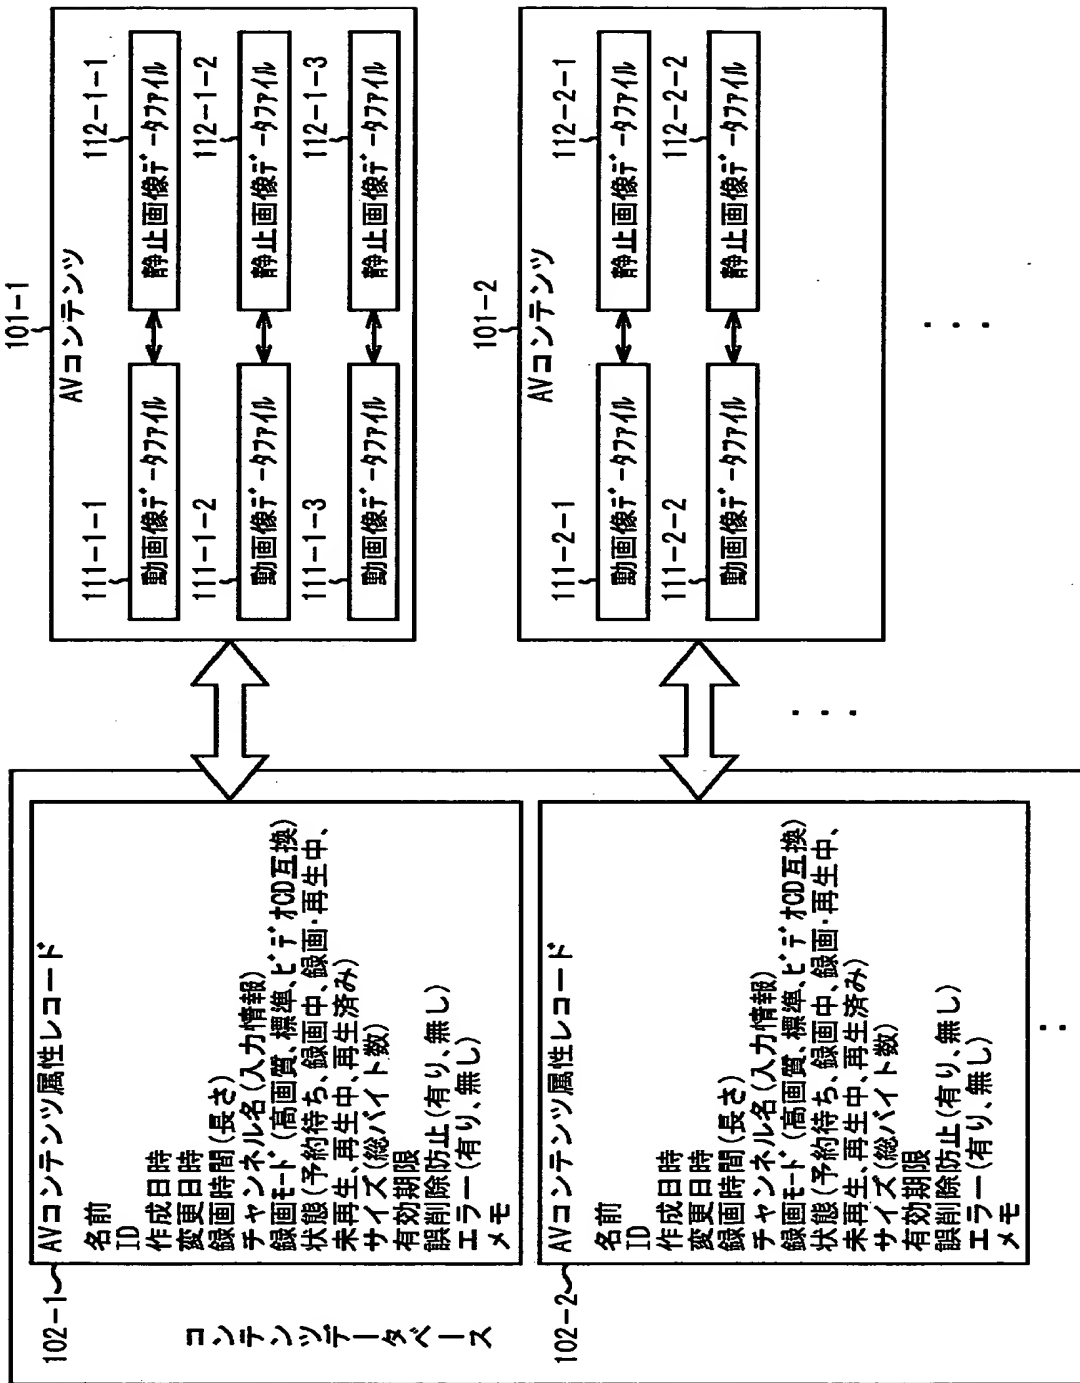 コンテンツデータベース
102-1
AVコンテンツ属性レコード
名前
ID
作成日時
変更日時
録画時間(長さ)
チャンネル名(入力情報)
録画モード(高画質、標準、ビデオCD互換)
状態(予約待ち、録画中、録画・再生中、
未再生、再生中、再生済み)
サイズ(総バイト数)
有効期限
誤削除防止(有り、無し)
エラー(有り、無し)
メモ
102-2
AVコンテンツ属性レコード
名前
ID
作成日時
変更日時
録画時間(長さ)
チャンネル名(入力情報)
録画モード(高画質、標準、ビデオCD互換)
状態(予約待ち、録画中、録画・再生中、
未再生、再生中、再生済み)
サイズ(総バイト数)
有効期限
誤削除防止(有り、無し)
エラー(有り、無し)
メモ
101-1
AVコンテンツ
111-1-1
動画像データファイル
112-1-1
静止画像データファイル
111-1-2
動画像データファイル
112-1-2
静止画像データファイル
111-1-3
動画像データファイル
112-1-3
静止画像データファイル
101-2
AVコンテンツ
111-2-1
動画像データファイル
112-2-1
静止画像データファイル
111-2-2
動画像データファイル
112-2-2
静止画像データファイル